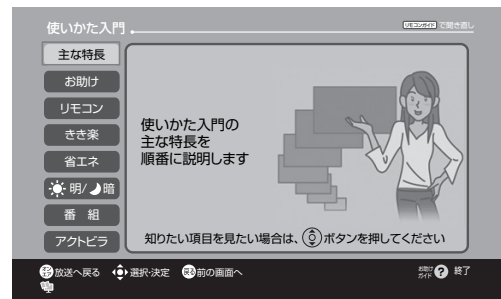 使いかた入門
リモコンガイド で聞き直し
主な特長
お助け
リモコン
きき楽
省エネ
明/暗
番 組
アクトビラ
使いかた入門の
主な特長を
順番に説明します
知りたい項目を見たい場合は、ボタンを押してください
放送へ戻る 選択・決定 戻る 前の画面へ
お助けガイド ? 終了